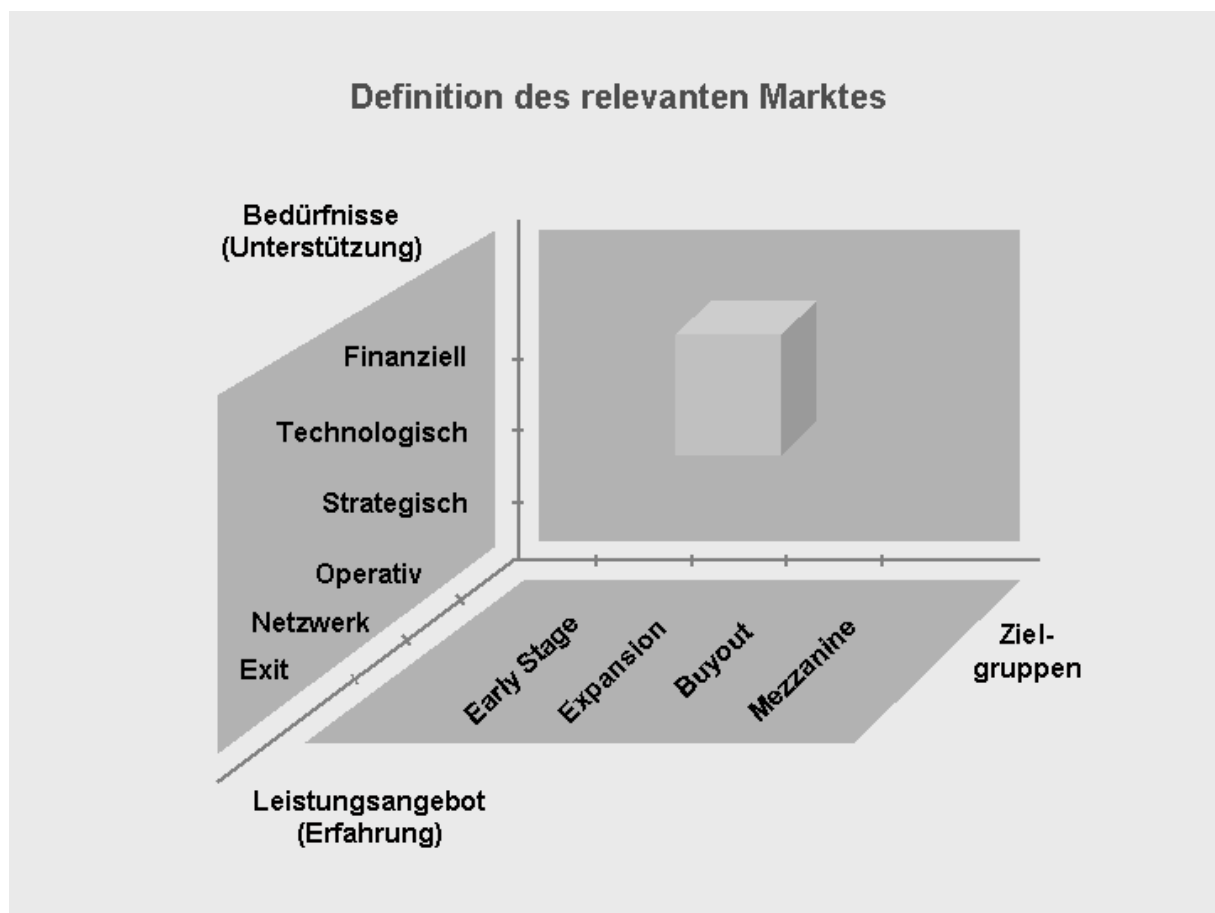 Definition des relevanten Marktes
Bedürfnisse
(Unterstützung)
Finanziell
Technologisch
Strategisch
Operativ
Netzwerk
Exit
Early Stage
Expansion
Buyout
Mezzanine
Ziel-
gruppen
Leistungsangebot
(Erfahrung)